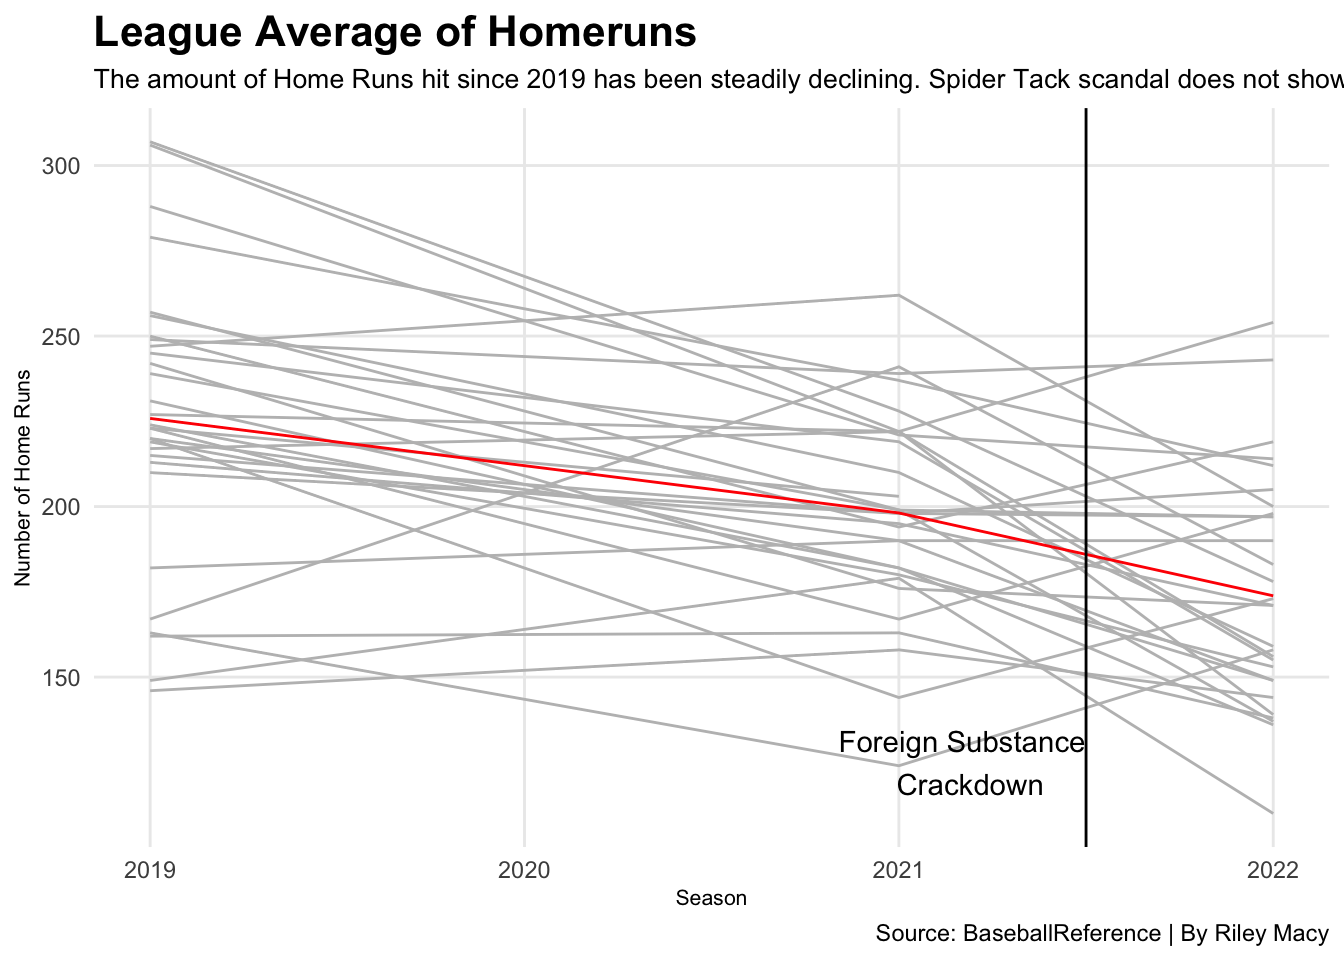 League Average of Homeruns
The amount of Home Runs hit since 2019 has been steadily declining. Spider Tack scandal does not show
300
250
200
150
Number of Home Runs
Foreign Substance
Crackdown
2019 2020 2021 2022
Season
Source: BaseballReference | By Riley Macy